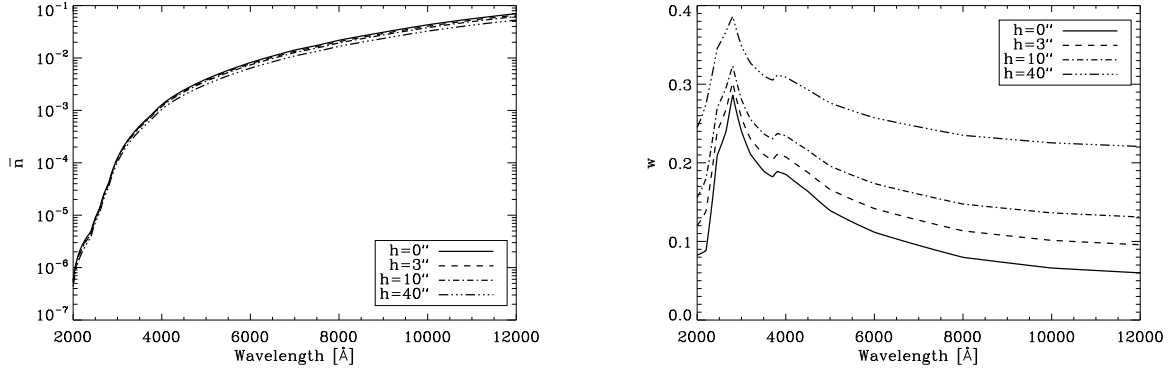 10⁻¹
10⁻²
10⁻³
10⁻⁴
10⁻⁵
10⁻⁶
10⁻⁷
n̄
2000 4000 6000 8000 10000 12000
Wavelength [Å]
h=0"
h=3"
h=10"
h=40"
0.4
0.3
0.2
0.1
0.0
w
2000 4000 6000 8000 10000 12000
Wavelength [Å]
h=0"
h=3"
h=10"
h=40"